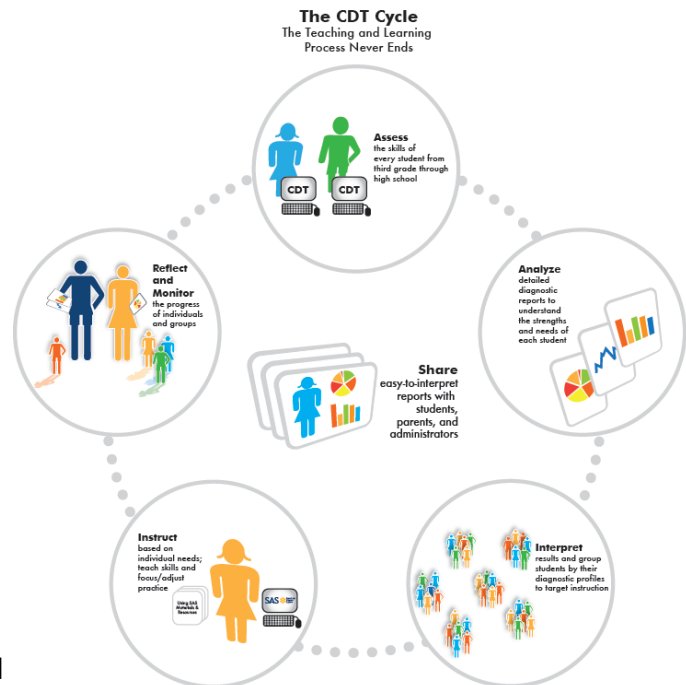 The CDT Cycle
The Teaching and Learning
Process Never Ends
Assess
the skills of
every student from
third grade through
high school
CDT
CDT
Analyze
detailed
diagnostic
reports to
understand
the strengths
and needs of
each student
Interpret
results and group
students by their
diagnostic profiles
to target instruction
Instruct
based on
individual needs;
teach skills and
focus/adjust
practice
Using SAS
Materials &
Resources
SAS
Reflect
and
Monitor
the progress
of individuals
and groups
Share
easy-to-interpret
reports with
students,
parents, and
administrators